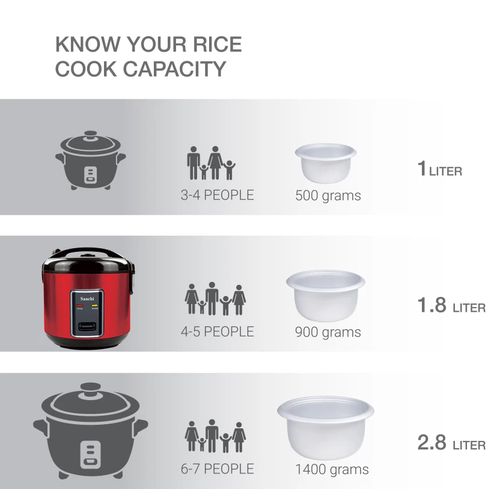 KNOW YOUR RICE
COOK CAPACITY
3-4 PEOPLE
500 grams
1 LITER
Sanchi
4-5 PEOPLE
900 grams
1.8 LITER
6-7 PEOPLE
1400 grams
2.8 LITER